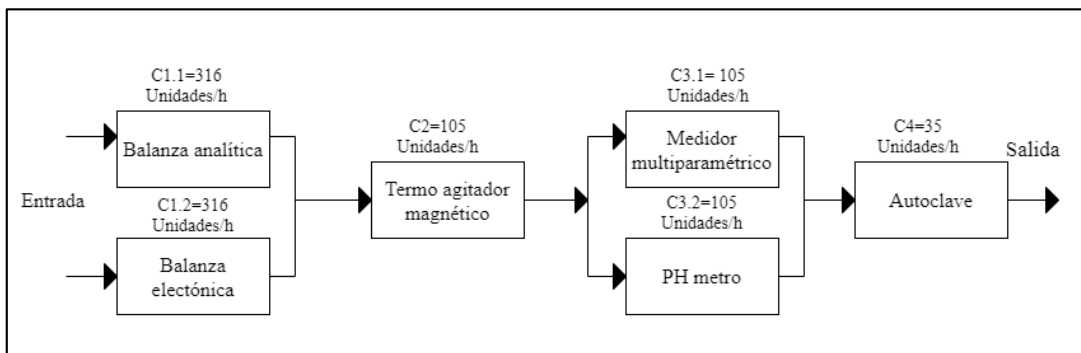 C1.1=316
Unidades/h
Balanza analítica
Entrada
C1.2=316
Unidades/h
Balanza
electónica
C2=105
Unidades/h
Termo agitador
magnético
C3.1= 105
Unidades/h
Medidor
multiparamétrico
C3.2=105
Unidades/h
PH metro
C4=35
Unidades/h
Autoclave
Salida